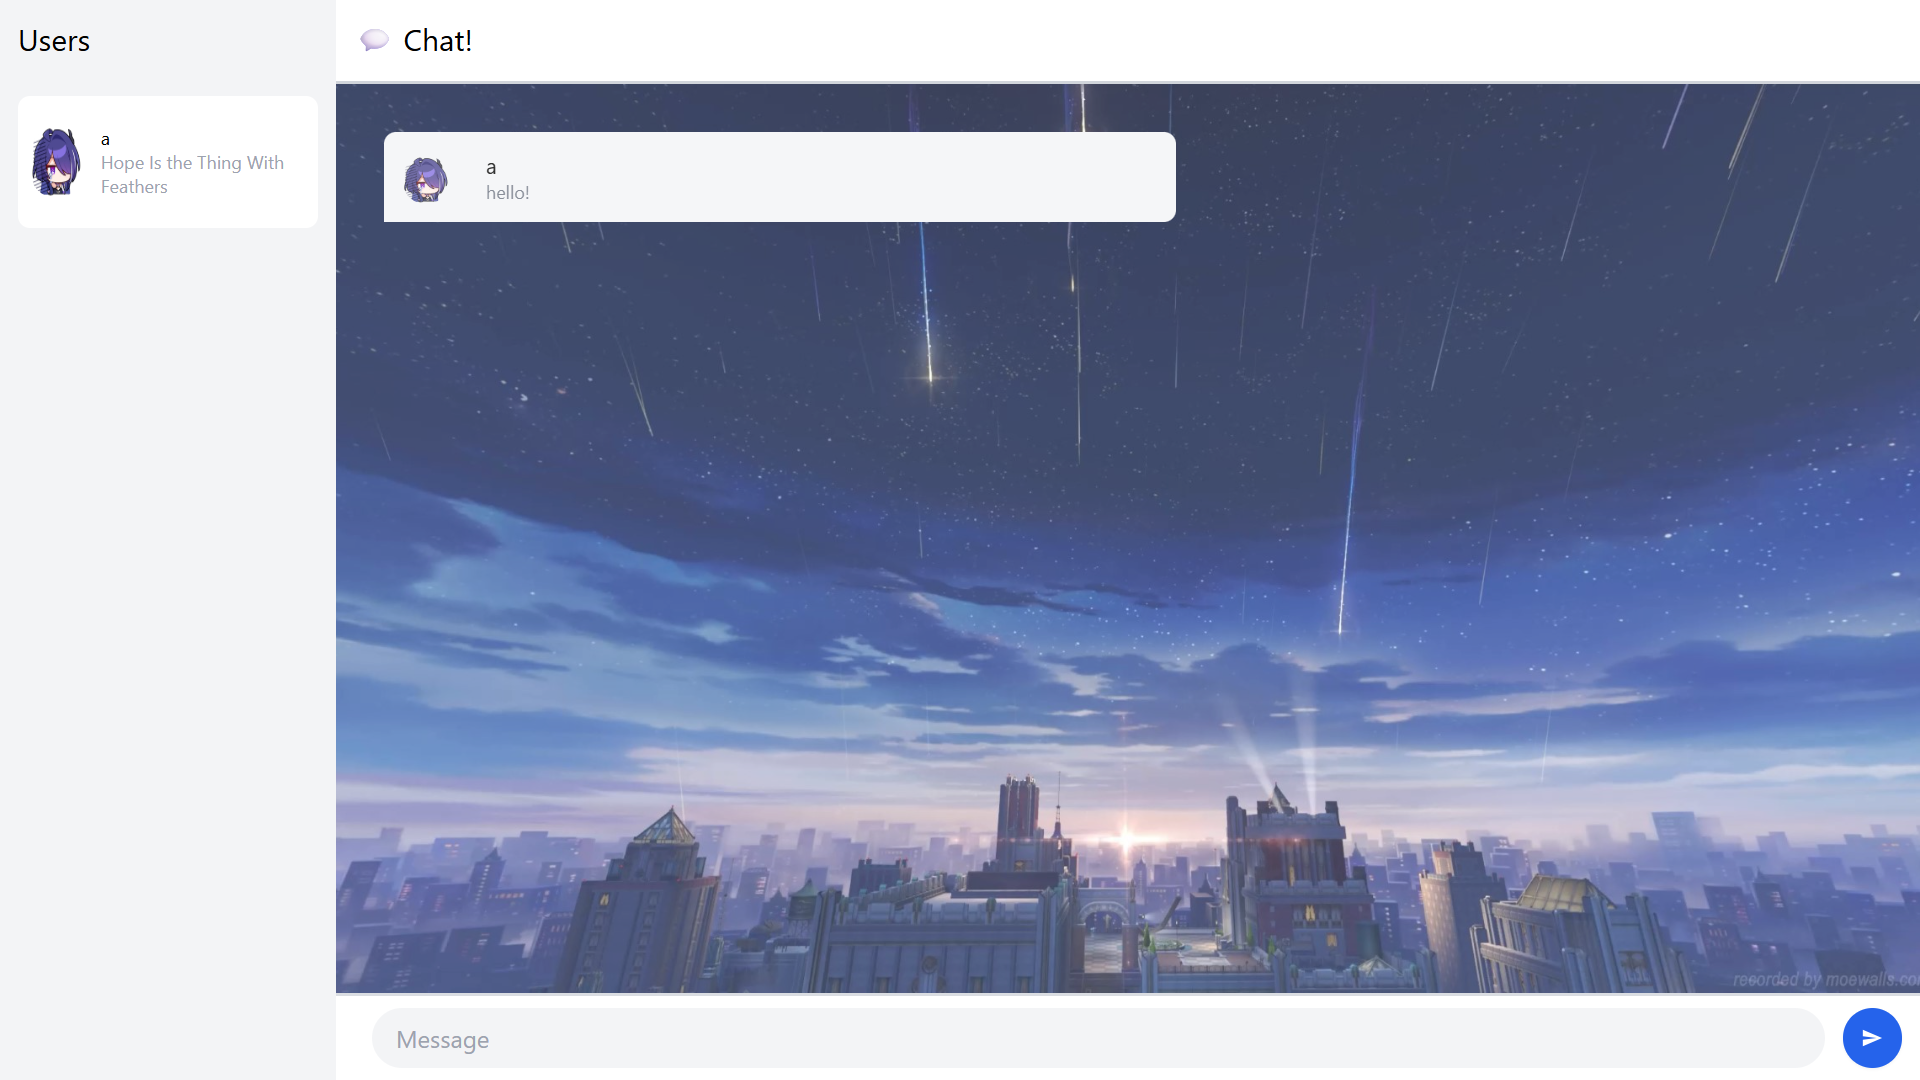 Users
Chat!
a
Hope Is the Thing With
Feathers
a
hello!
recorded by moewalls.co
Message